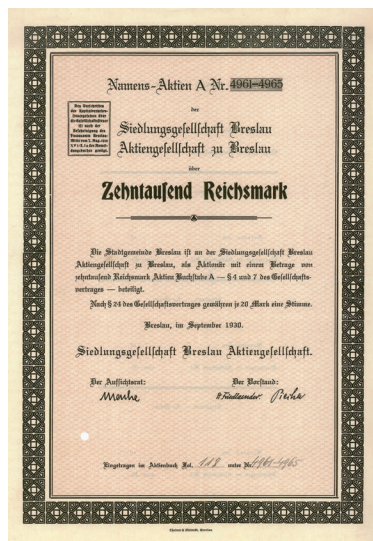 Namens-Aktien A Nr. 4961-4965
der
Siedlungsgesellschaft Breslau
Aktiengesellschaft zu Breslau
über
Zehntausend Reichsmark
Die Stadtgemeinde Breslau ist an der Siedlungsgesellschaft Breslau
Aktiengesellschaft zu Breslau, als Aktionär mit einem Betrage von
zehntausend Reichsmark Aktien Buchstabe A — § 4 und 7 des Gesellschafts-
vertrages — beteiligt.
Nach § 24 des Gesellschaftsvertrages gewähren je 20 Mark eine Stimme.
Breslau, im September 1930.
Siedlungsgesellschaft Breslau Aktiengesellschaft.
Der Aufsichtsrat:
Der Vorstand:
Eingetragen im Aktienbuch Fol. 118 unter Nr. 4961-4965